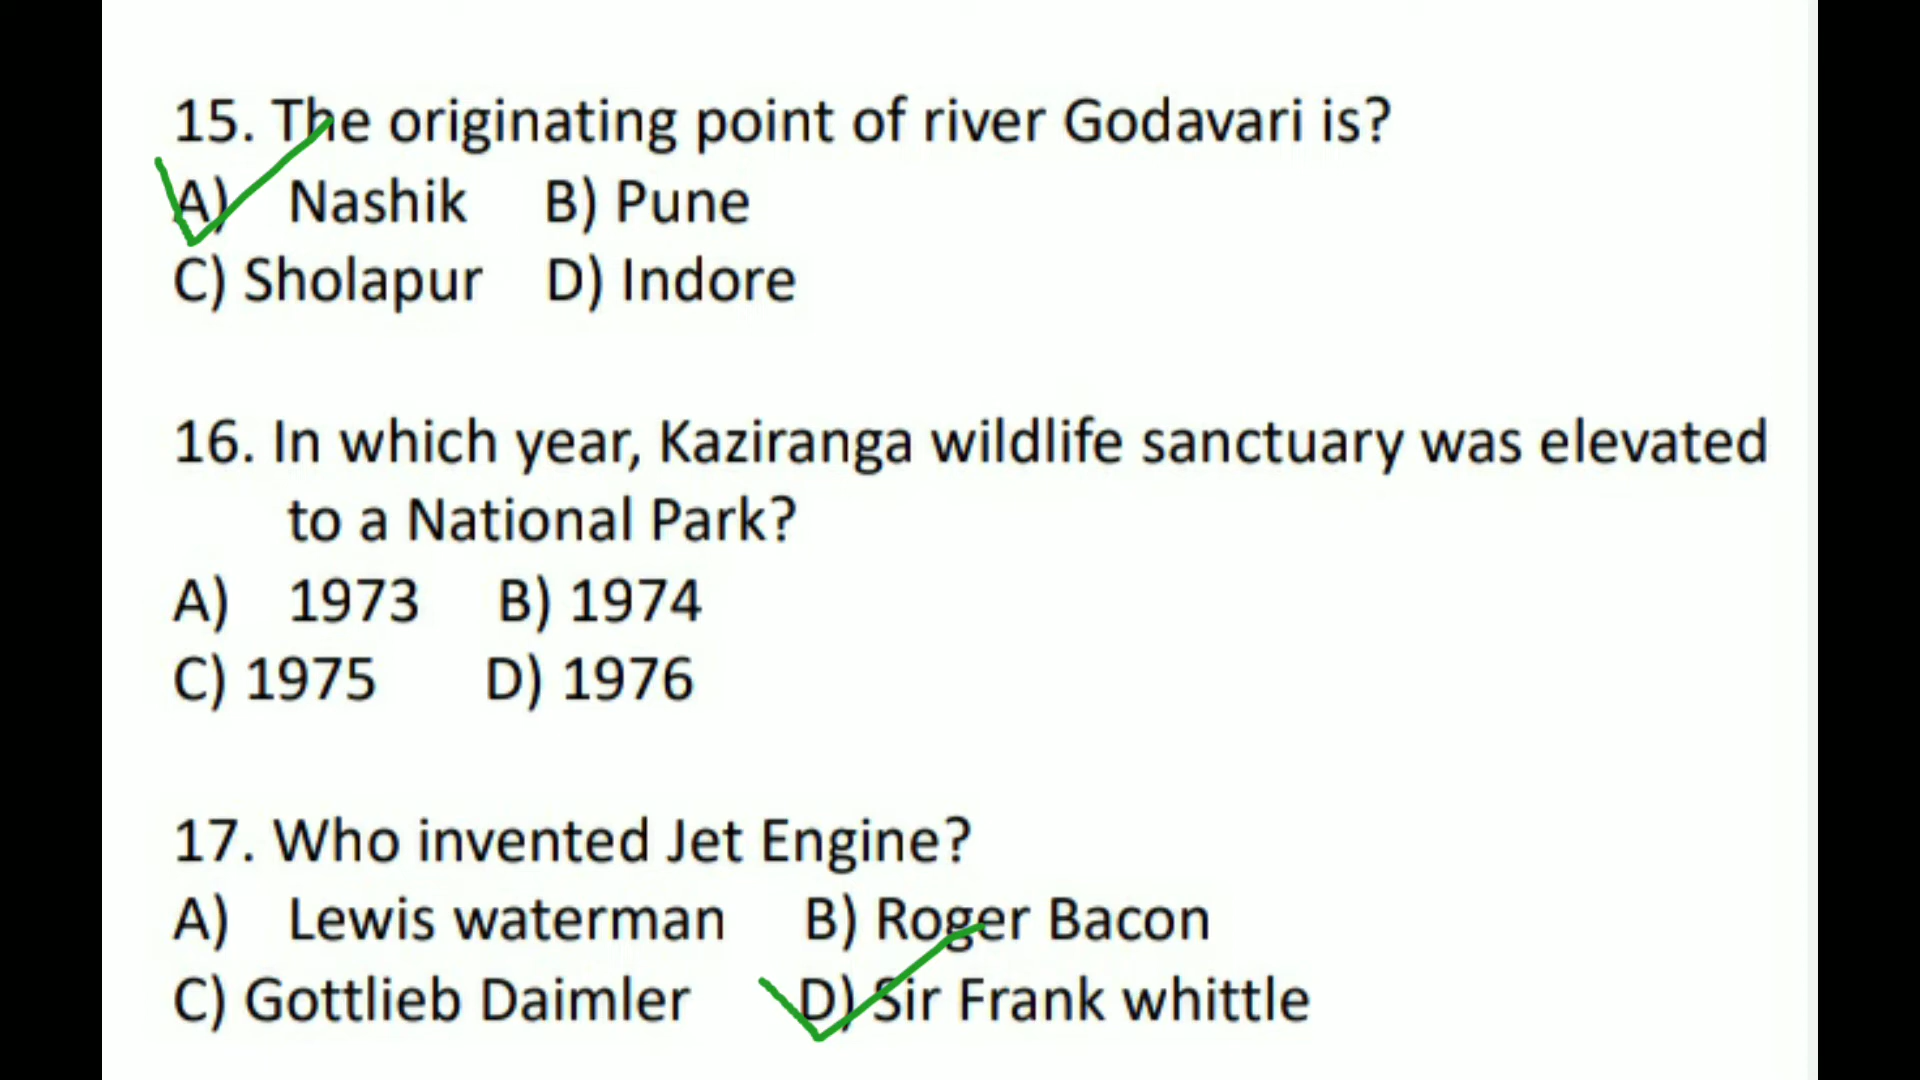 15. The originating point of river Godavari is?
A) Nashik B) Pune
C) Sholapur D) Indore
16. In which year, Kaziranga wildlife sanctuary was elevated
to a National Park?
A) 1973 B) 1974
C) 1975 D) 1976
17. Who invented Jet Engine?
A) Lewis waterman B) Roger Bacon
C) Gottlieb Daimler D) Sir Frank whittle